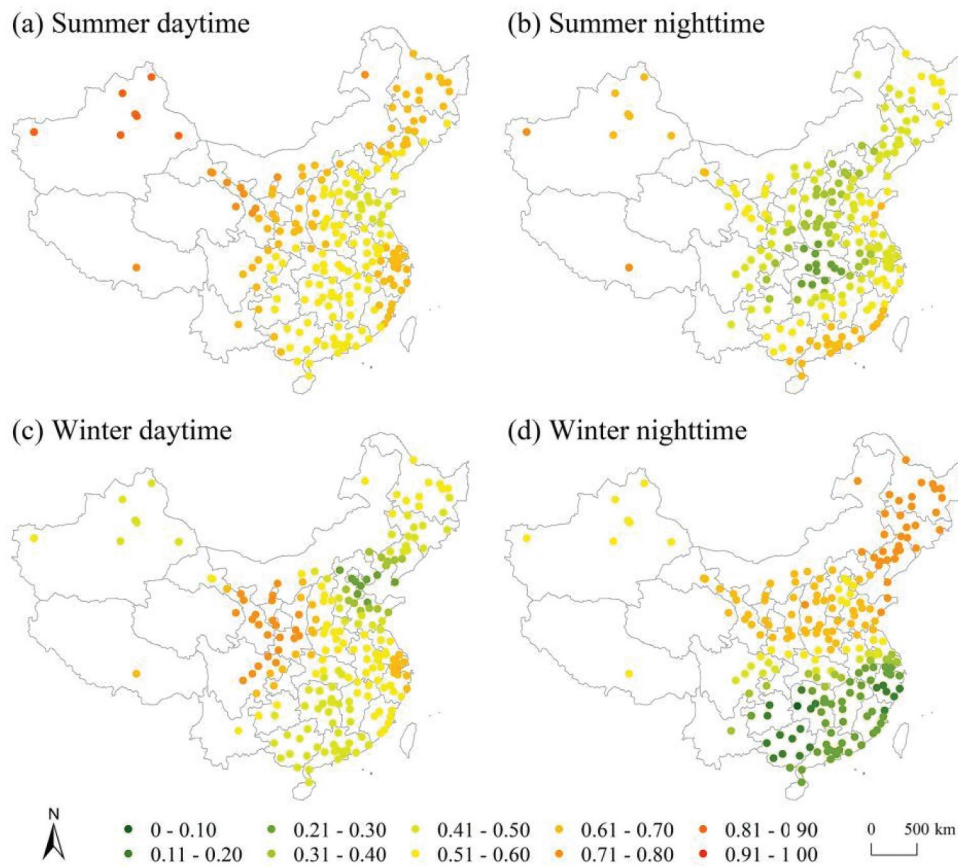 (a) Summer daytime (b) Summer nighttime
(c) Winter daytime (d) Winter nighttime
N
0 - 0.10 0.21 - 0.30 0.41 - 0.50 0.61 - 0.70 0.81 - 0 90 0 500 km
0.11 - 0.20 0.31 - 0.40 0.51 - 0.60 0.71 - 0.80 0.91 - 1 00